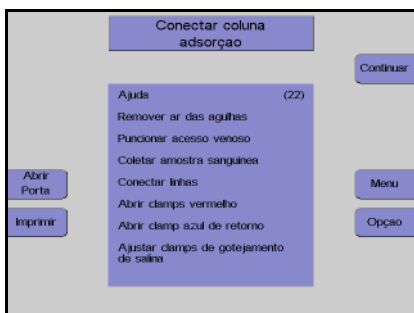 Conectar coluna
adsorçao
Continuar
Ajuda (22)
Remover ar das agulhas
Puncionar acesso venoso
Coletar amostra sanguinea
Conectar linhas
Abrir clamps vermelho
Abrir clamp azul de retorno
Ajustar clamps de gotejamento
de salina
Abrir
Porta
Imprimir
Menu
Opçao